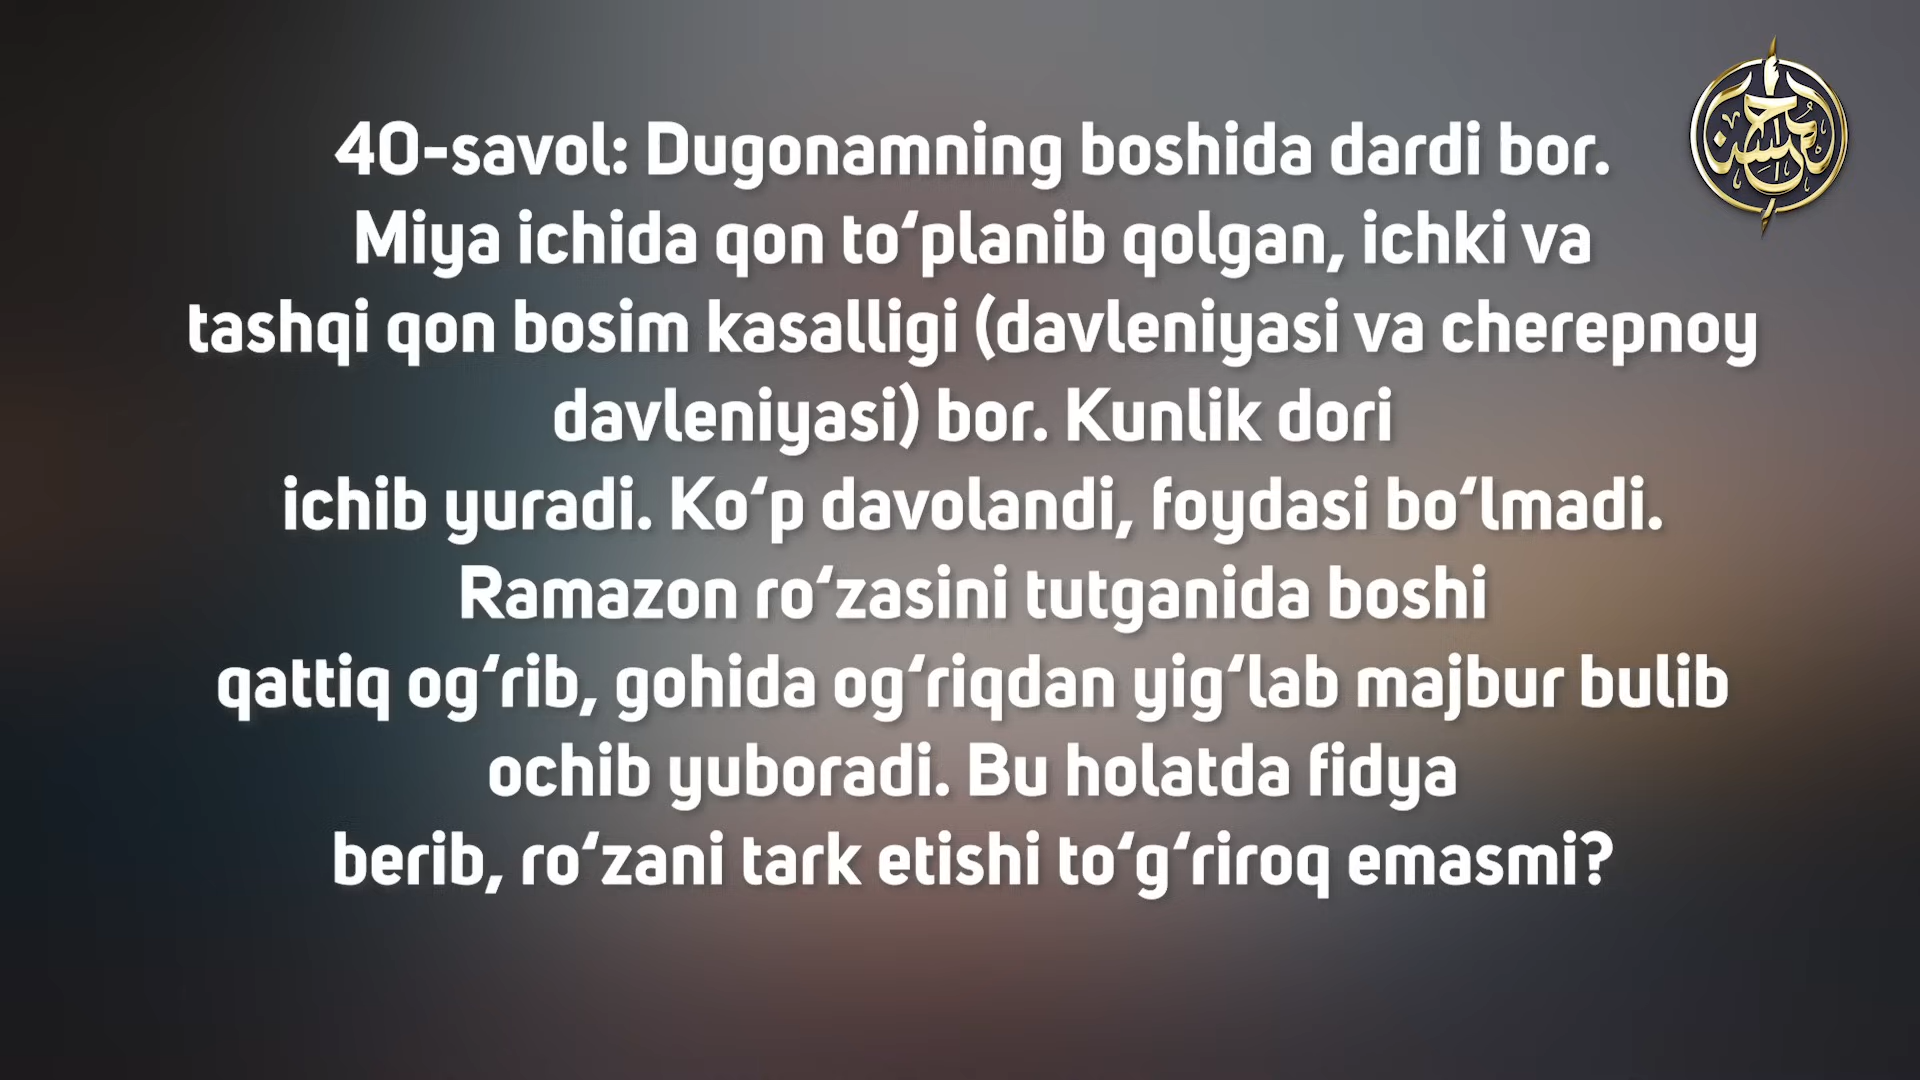 40-savol: Dugonamning boshida dardi bor.
Miya ichida qon to‘planib qolgan, ichki va
tashqi qon bosim kasalligi (davleniyasi va cherepnoy
davleniyasi) bor. Kunlik dori
ichib yuradi. Ko‘p davolandi, foydasi bo‘lmadi.
Ramazon ro‘zasini tutganida boshi
qattiq og‘rib, gohida og‘riqdan yig‘lab majbur bulib
ochib yuboradi. Bu holatda fidya
berib, ro‘zani tark etishi to‘g‘riroq emasmi?